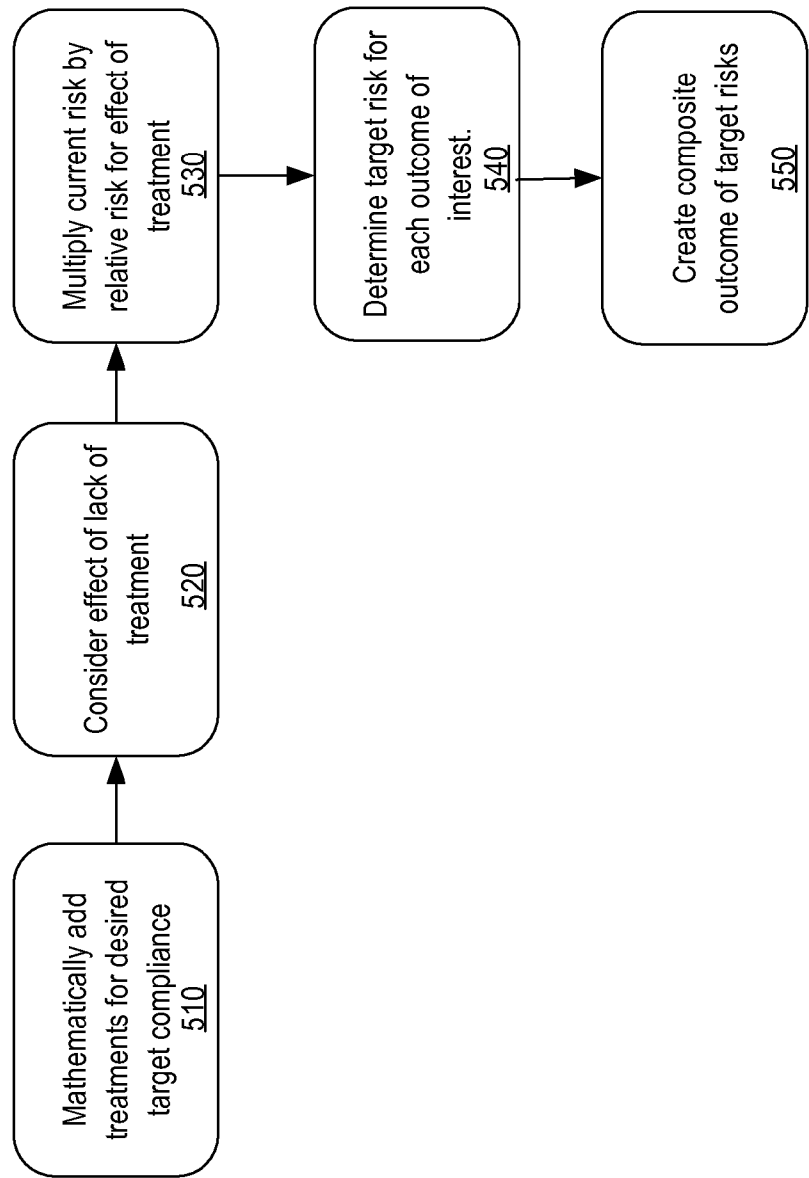 Mathematically add
treatments for desired
target compliance
510
Consider effect of lack of
treatment
520
Multiply current risk by
relative risk for effect of
treatment
530
Determine target risk for
each outcome of
interest.
540
Create composite
outcome of target risks
550